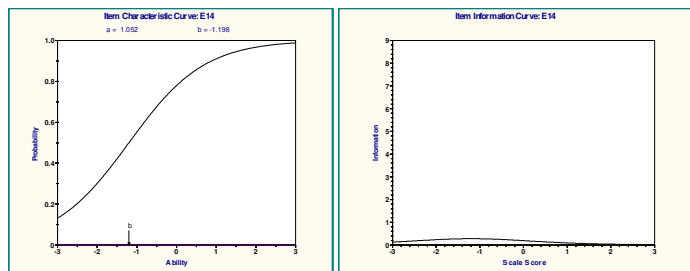 Item Characteristic Curve: E14
a = 1.052 b = -1.198
1.0
0.8
0.6
0.4
0.2
0
Probability
b
-3 -2 -1 0 1 2 3
Ability
Item Information Curve: E14
9
8
7
6
5
4
3
2
1
0
Information
-3 -2 -1 0 1 2 3
Scale Score